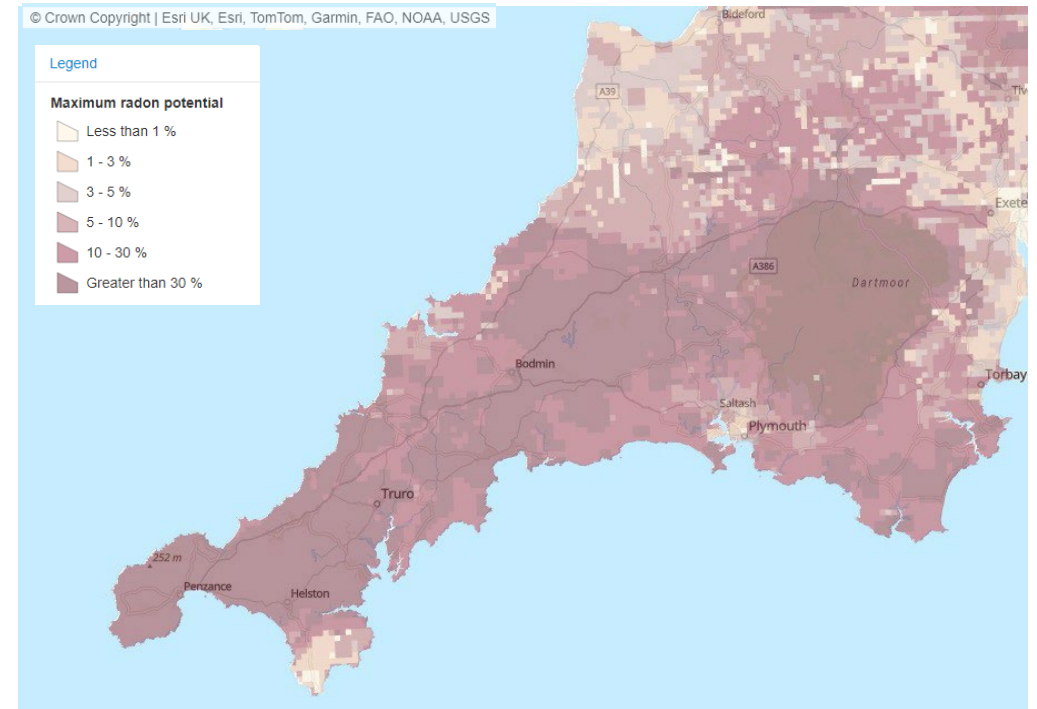 © Crown Copyright | Esri UK, Esri, TomTom, Garmin, FAO, NOAA, USGS
Bideford
Legend
Maximum radon potential
Less than 1 %
1 - 3 %
3 - 5 %
5 - 10 %
10 - 30 %
Greater than 30 %
A39
Tiv
Exete
A386
Dartmoor
Bodmin
Torbay
Saltash
Plymouth
Truro
252 m
Penzance
Helston